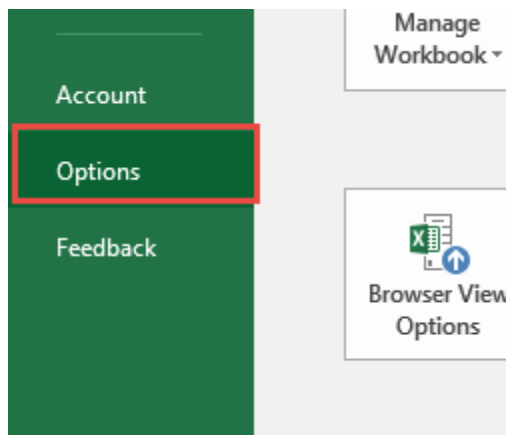 Account
Options
Feedback
Manage
Workbook
Browser View
Options